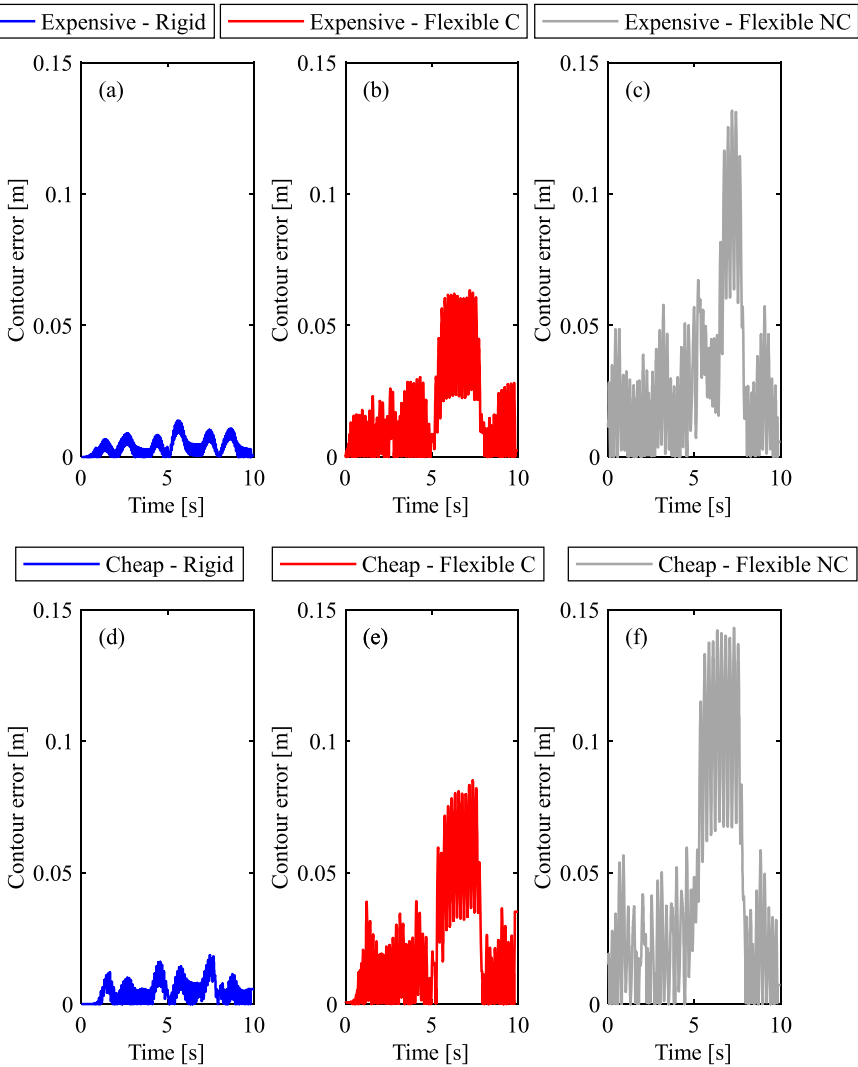 Expensive - Rigid
Expensive - Flexible C
Expensive - Flexible NC
(a)
0.15
0.1
0.05
0
0
5
10
Contour error [m]
Time [s]
(b)
0.15
0.1
0.05
0
0
5
10
Contour error [m]
Time [s]
(c)
0.15
0.1
0.05
0
0
5
10
Contour error [m]
Time [s]
Cheap - Rigid
Cheap - Flexible C
Cheap - Flexible NC
(d)
0.15
0.1
0.05
0
0
5
10
Contour error [m]
Time [s]
(e)
0.15
0.1
0.05
0
0
5
10
Contour error [m]
Time [s]
(f)
0.15
0.1
0.05
0
0
5
10
Contour error [m]
Time [s]